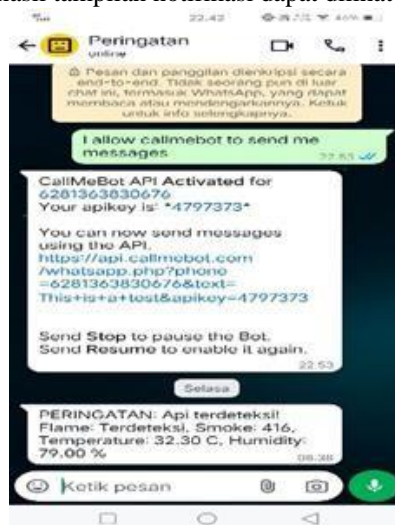 22.42
Peringatan
online
Pesan dan panggilan dienkripsi secara
end-to-end. Tidak seorang pun di luar
chat ini, termasuk WhatsApp, yang dapat
membaca atau mendengarkannya. Ketuk
untuk info selengkapnya.
I allow callmebot to send me
messages
22.53
CallMeBot API Activated for
6281363830676
Your apikey is: *4797373*
You can now send messages
using the API.
https://api.callmebot.com
/whatsapp.php?phone
=6281363830676&text=
This+is+a+test&apikey=4797373
Send Stop to pause the Bot.
Send Resume to enable it again.
22.53
Selasa
PERINGATAN: Api terdeteksi!
Flame: Terdeteksi, Smoke: 416,
Temperature: 32.30 C, Humidity:
79.00 %
08.38
Ketik pesan